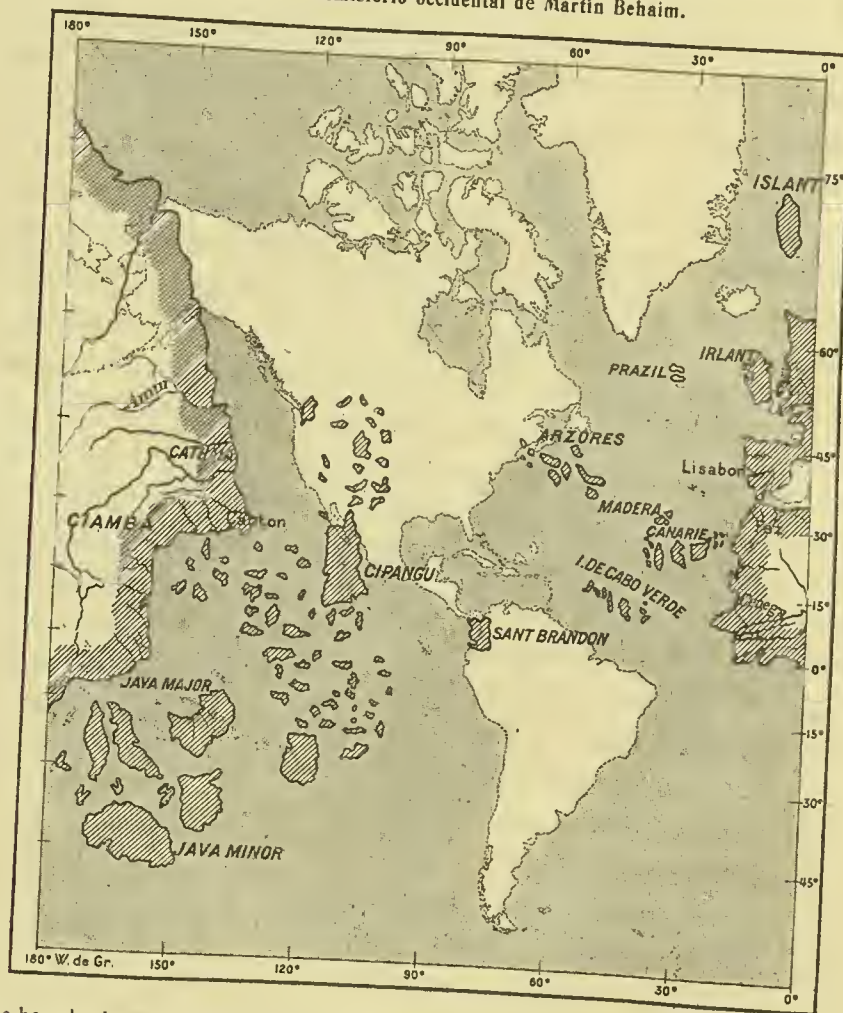 occidental de Martin Behaim.
180° 150° 120° 90° 60° 30° 0°
ISLANT 75°
60°
IRLANT
PRAZIL
ARZORES
45°
Lisabon
CIAMBA
MADERA
30°
CANARIE
CIPANGU
I. DE CABO VERDE
15°
SANT BRANDON
0°
JAVA MAJOR
15°
30°
JAVA MINOR
45°
180° W. de Gr. 150° 120° 90° 60° 30° 0°